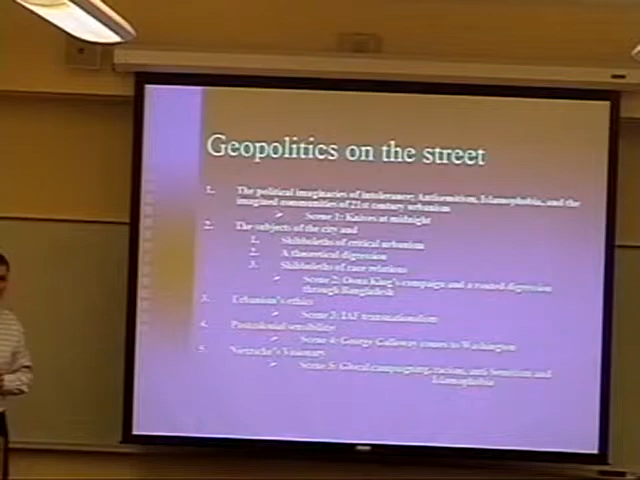 Geopolitics on the street
1. The political imaginaries of intolerance: Antisemitism, Islamophobia, and the
imagined communities of 21st century urbanism
Scene 1: Knives at midnight
2. The subjects of the city and
1. Shibboleths of critical urbanism
2. A theoretical digression
3. Shibboleths of race relations
Scene 2: Oona King's campaign and a routed digression
through Bangladesh
3. Urbanism's ethics
Scene 3: IAF transnationalism
4. Postcolonial sensibility
Scene 4: George Galloway comes to Washington
5. Nietzsche's Visionary
Scene 5: Glocal campaigning, racism, anti-Semitism and
Islamophobia